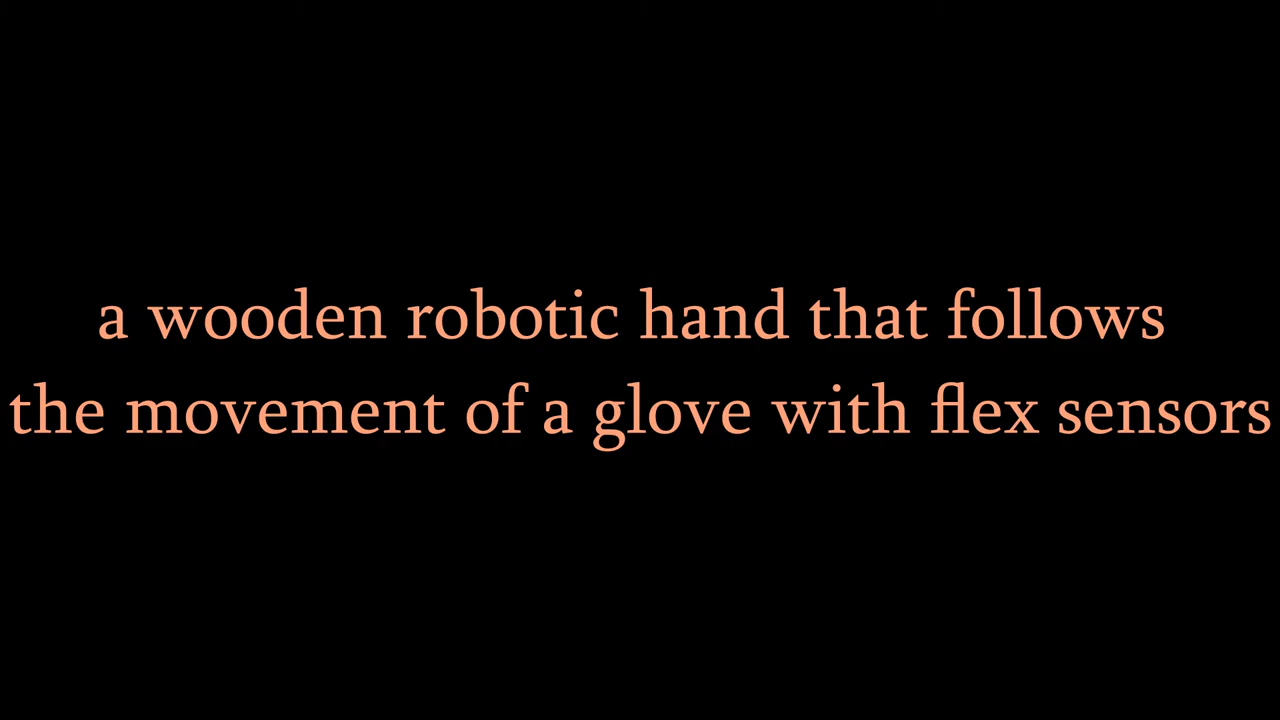 a wooden robotic hand that follows
the movement of a glove with flex sensors